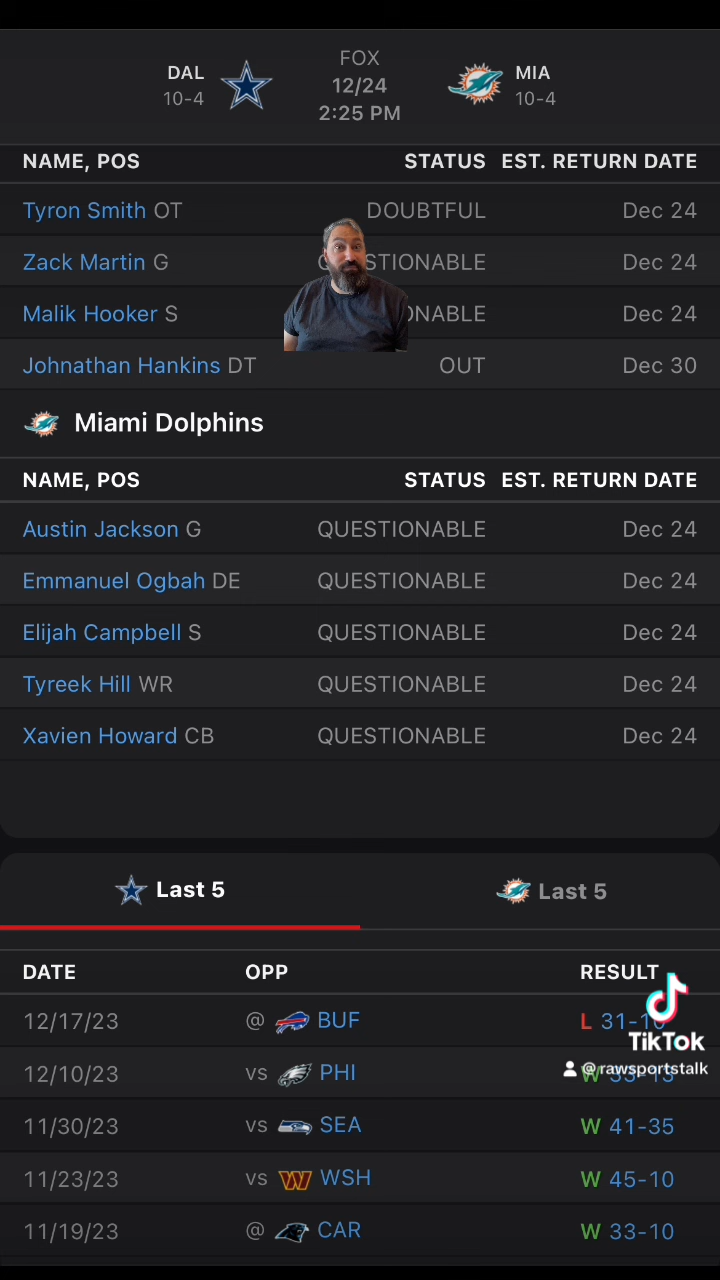 FOX
DAL
MIA
10-4
12/24
10-4
2:25 PM
NAME, POS STATUS EST. RETURN DATE
Tyron Smith OT DOUBTFUL Dec 24
Zack Martin G Dec 24
Malik Hooker S Dec 24
Johnathan Hankins DT OUT Dec 30
Miami Dolphins
NAME, POS STATUS EST. RETURN DATE
Austin Jackson G QUESTIONABLE Dec 24
Emmanuel Ogbah DE QUESTIONABLE Dec 24
Elijah Campbell S QUESTIONABLE Dec 24
Tyreek Hill WR QUESTIONABLE Dec 24
Xavien Howard CB QUESTIONABLE Dec 24
Last 5 Last 5
DATE OPP RESULT
12/17/23 @ BUF L 31-10
TikTok
@rawsportstalk
12/10/23 vs PHI W 33-13
11/30/23 vs SEA W 41-35
11/23/23 vs WSH W 45-10
11/19/23 @ CAR W 33-10